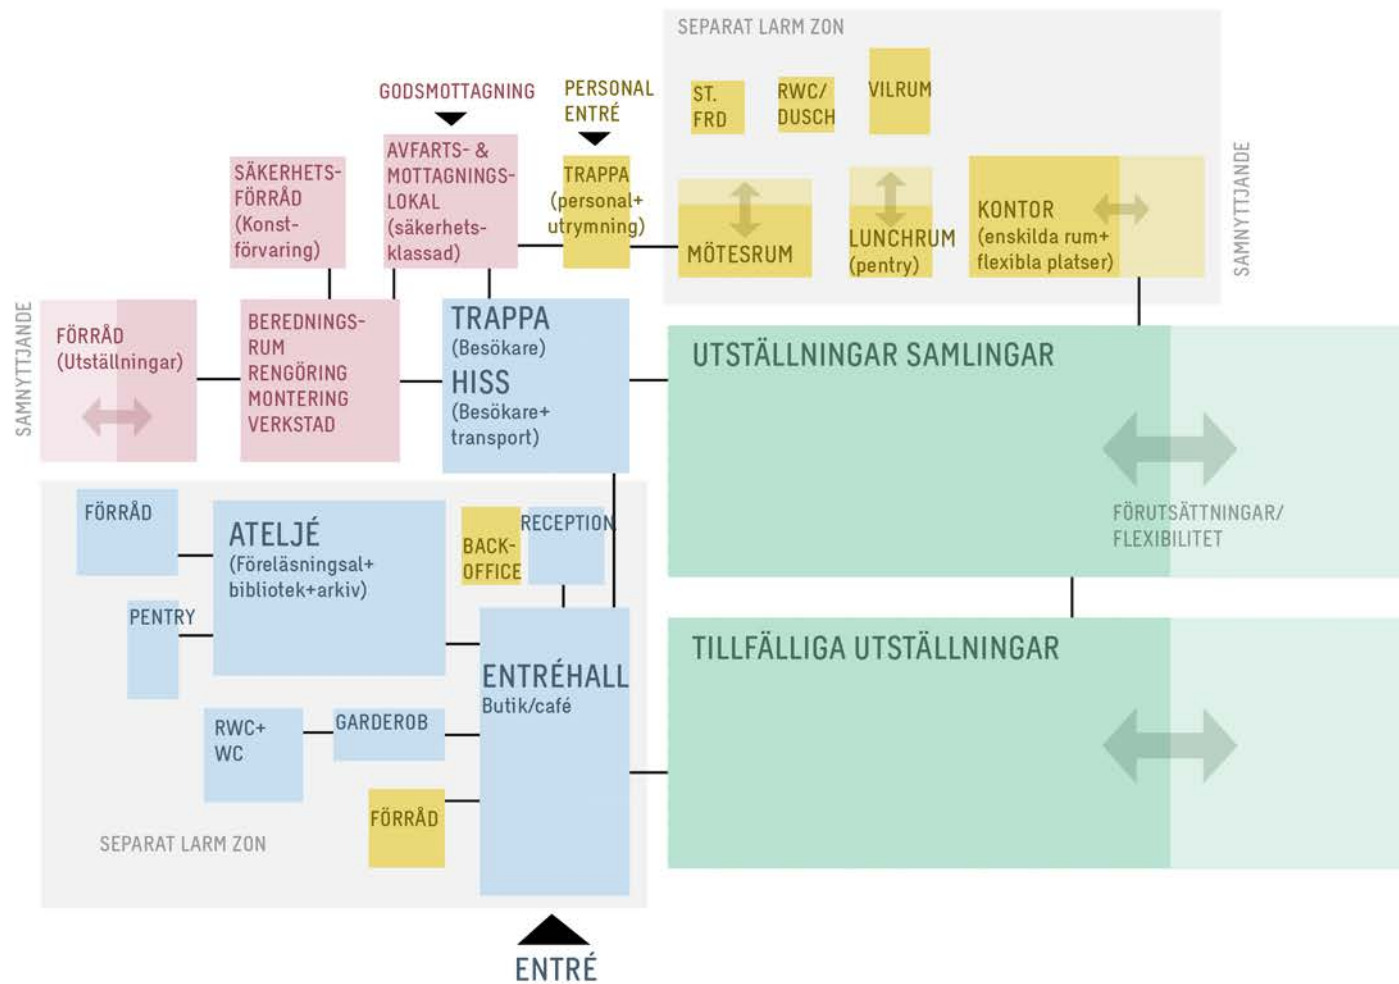 SEPARAT LARM ZON
ST.
FRD
RWC/
DUSCH
VILRUM
GODSMOTTAGNING
PERSONAL
ENTRÉ
SÄKERHETS-
FÖRRÅD
(Konst-
förvaring)
AVFARTS- &
MOTTAGNINGS-
LOKAL
(säkerhets-
klassad)
TRAPPA
(personal+
utrymning)
MÖTESRUM
LUNCHRUM
(pentry)
KONTOR
(enskilda rum+
flexibla platser)
SAMNYTTJANDE
SAMNYTTJANDE
FÖRRÅD
(Utställningar)
BEREDNINGS-
RUM
RENGÖRING
MONTERING
VERKSTAD
TRAPPA
(Besökare)
HISS
(Besökare+
transport)
UTSTÄLLNINGAR SAMLINGAR
FÖRUTSÄTTNINGAR/
FLEXIBILITET
FÖRRÅD
ATELJÉ
(Föreläsningsal+
bibliotek+arkiv)
BACK-
OFFICE
RECEPTION
PENTRY
ENTRÉHALL
Butik/café
TILLFÄLLIGA UTSTÄLLNINGAR
RWC+
WC
GARDEROB
FÖRRÅD
SEPARAT LARM ZON
ENTRÉ